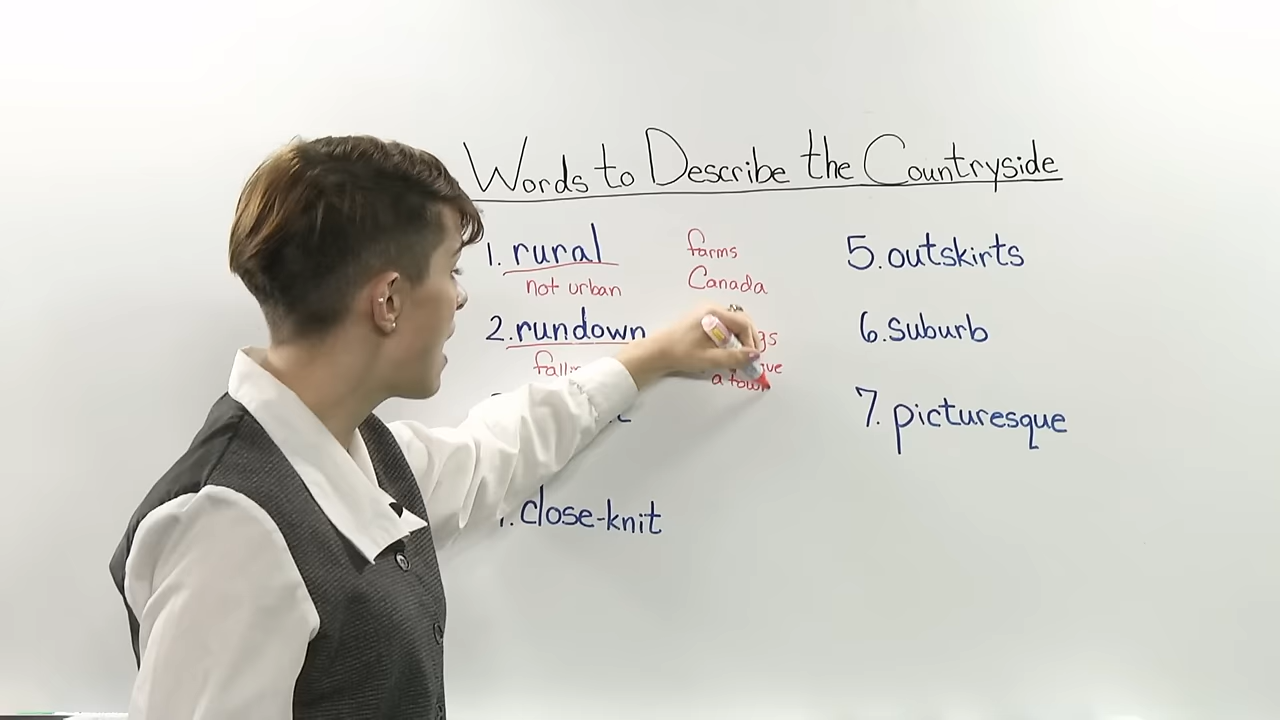 Words to Describe the Countryside
1. rural
not urban
farms
Canada
2. rundown
close-knit
5. outskirts
6. suburb
7. picturesque